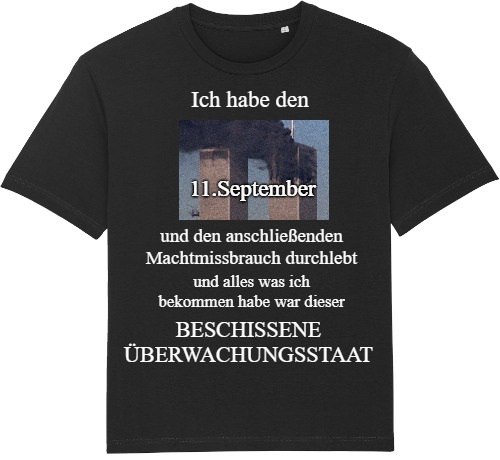 Ich habe den
11.September
und den anschließenden
Machtmissbrauch durchlebt
und alles was ich
bekommen habe war dieser
BESCHISSENE
ÜBERWACHUNGSSTAAT